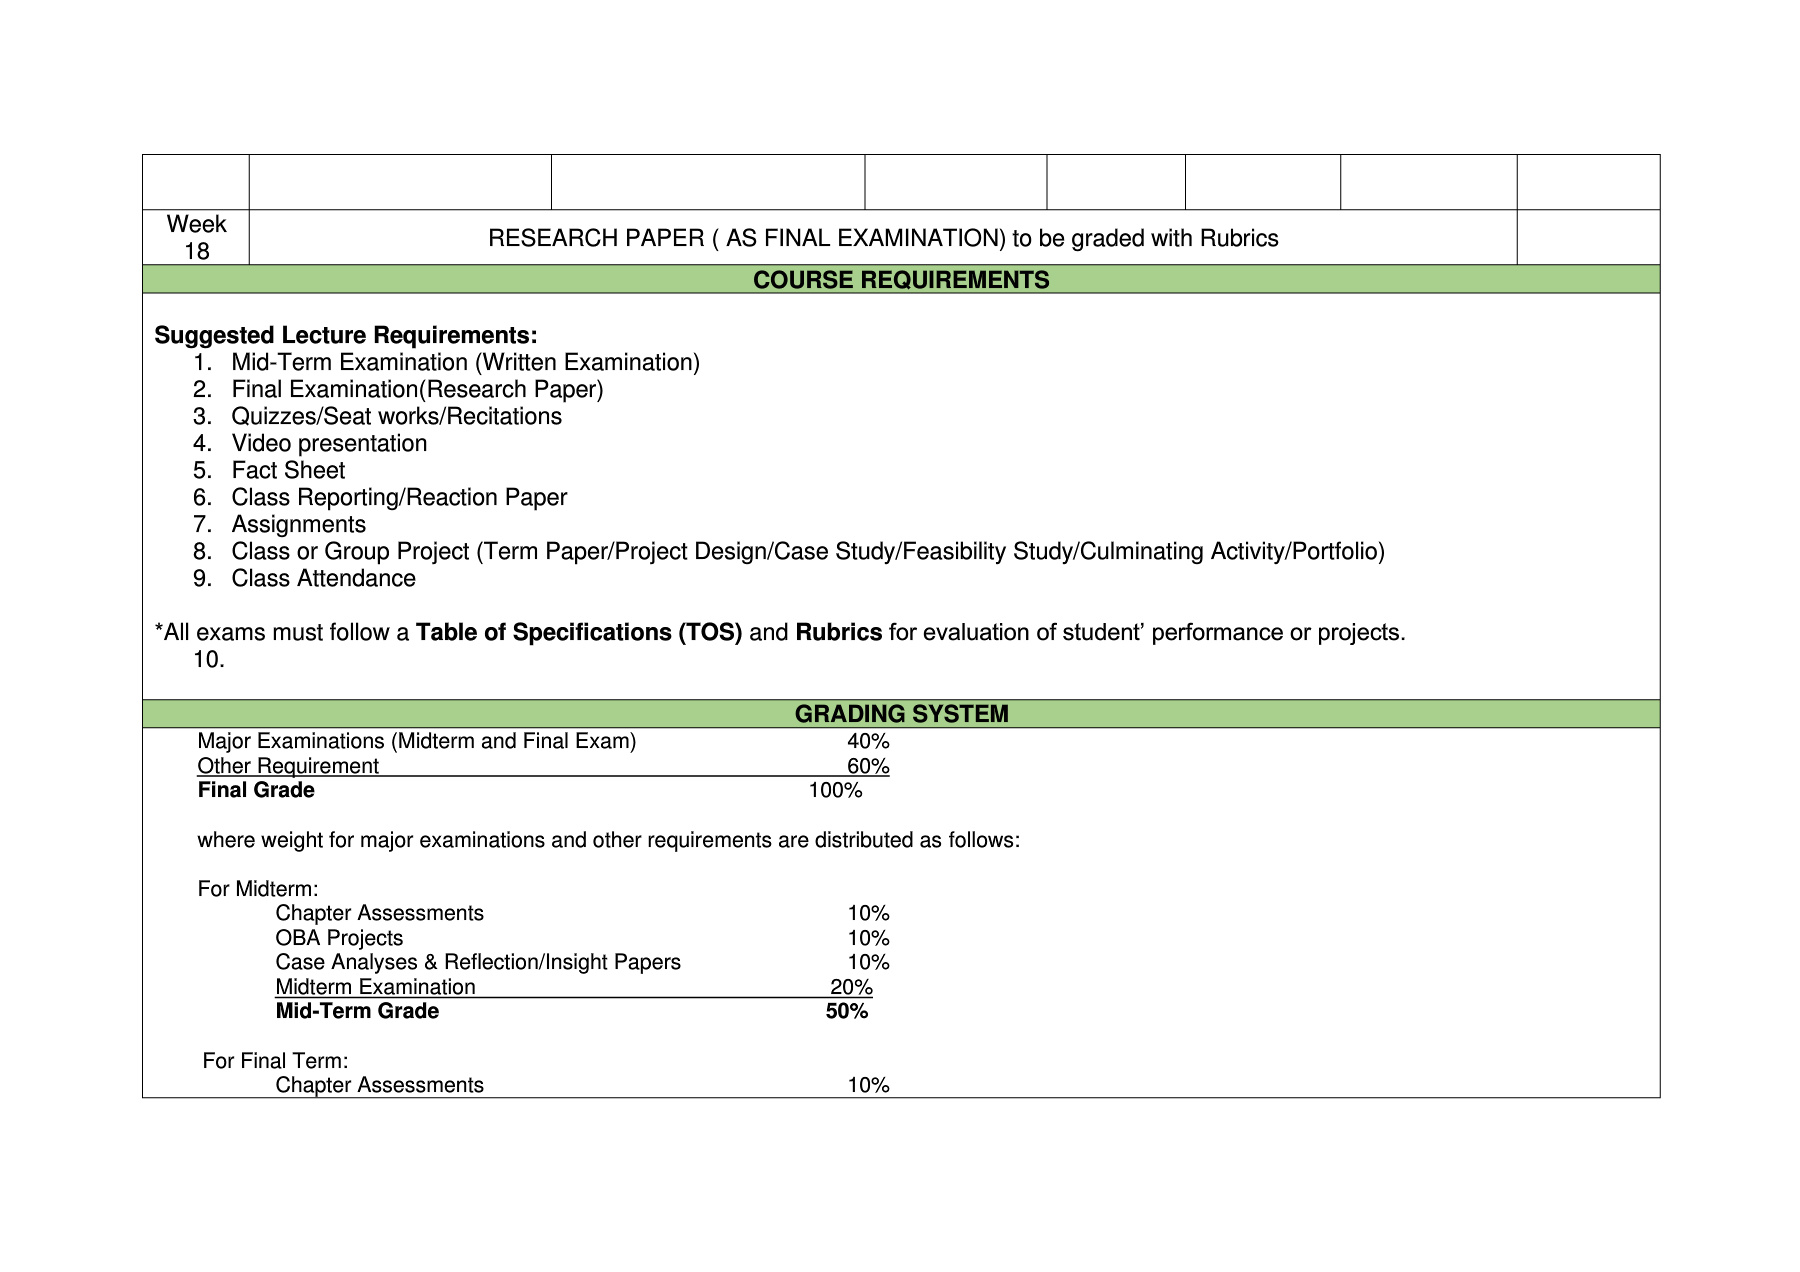 Week
18
RESEARCH PAPER ( AS FINAL EXAMINATION) to be graded with Rubrics
COURSE REQUIREMENTS
Suggested Lecture Requirements:
1. Mid-Term Examination (Written Examination)
2. Final Examination(Research Paper)
3. Quizzes/Seat works/Recitations
4. Video presentation
5. Fact Sheet
6. Class Reporting/Reaction Paper
7. Assignments
8. Class or Group Project (Term Paper/Project Design/Case Study/Feasibility Study/Culminating Activity/Portfolio)
9. Class Attendance
*All exams must follow a Table of Specifications (TOS) and Rubrics for evaluation of student’ performance or projects.
10.
GRADING SYSTEM
Major Examinations (Midterm and Final Exam) 40%
Other Requirement 60%
Final Grade 100%
where weight for major examinations and other requirements are distributed as follows:
For Midterm:
Chapter Assessments 10%
OBA Projects 10%
Case Analyses & Reflection/Insight Papers 10%
Midterm Examination 20%
Mid-Term Grade 50%
For Final Term:
Chapter Assessments 10%